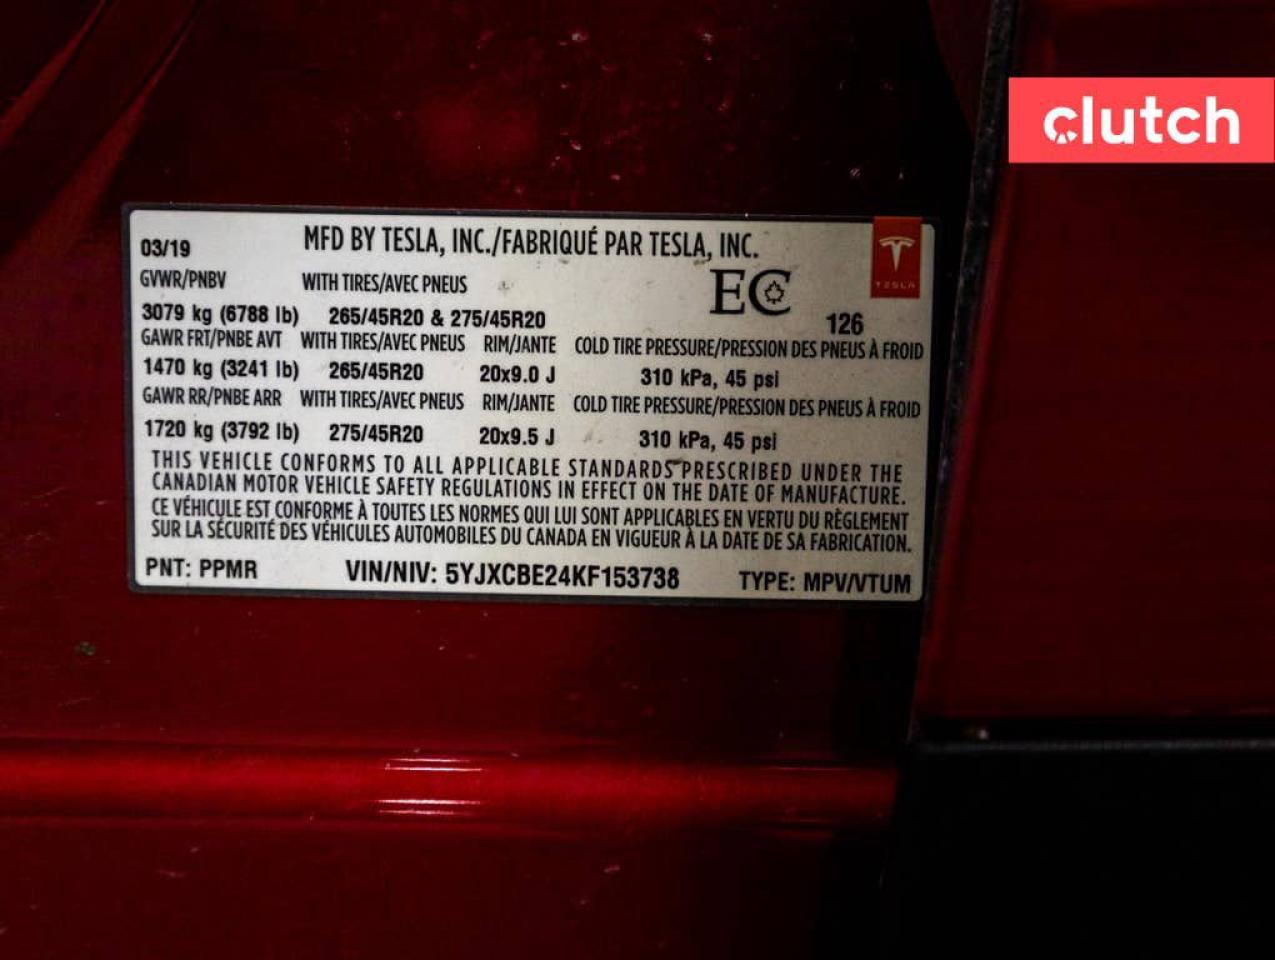 clutch
03/19 MFD BY TESLA, INC./FABRIQUÉ PAR TESLA, INC.
TESLA
GVWR/PNBV WITH TIRES/AVEC PNEUS EC
3079 kg (6788 lb) 265/45R20 & 275/45R20 126
GAWR FRT/PNBE AVT WITH TIRES/AVEC PNEUS RIM/JANTE COLD TIRE PRESSURE/PRESSION DES PNEUS À FROID
1470 kg (3241 lb) 265/45R20 20x9.0 J 310 kPa, 45 psi
GAWR RR/PNBE ARR WITH TIRES/AVEC PNEUS RIM/JANTE COLD TIRE PRESSURE/PRESSION DES PNEUS À FROID
1720 kg (3792 lb) 275/45R20 20x9.5 J 310 kPa, 45 psi
THIS VEHICLE CONFORMS TO ALL APPLICABLE STANDARDS PRESCRIBED UNDER THE
CANADIAN MOTOR VEHICLE SAFETY REGULATIONS IN EFFECT ON THE DATE OF MANUFACTURE.
CE VÉHICULE EST CONFORME À TOUTES LES NORMES QUI LUI SONT APPLICABLES EN VERTU DU RÈGLEMENT
SUR LA SÉCURITÉ DES VÉHICULES AUTOMOBILES DU CANADA EN VIGUEUR À LA DATE DE SA FABRICATION.
PNT: PPMR VIN/NIV: 5YJXCBE24KF153738 TYPE: MPV/VTUM